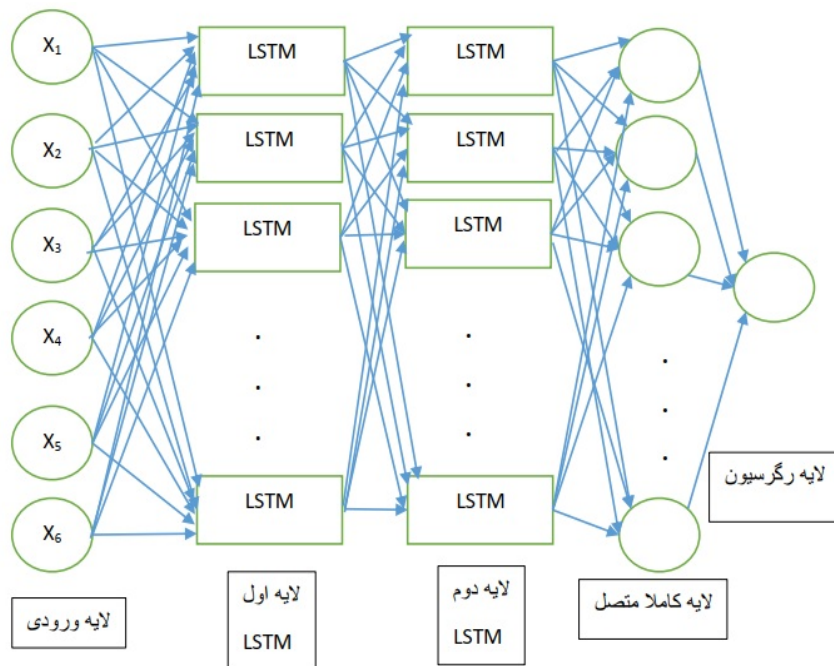 X1
X2
X3
X4
X5
X6
LSTM
LSTM
LSTM
LSTM
LSTM
LSTM
LSTM
LSTM
لایه ورودی
لایه اول
LSTM
لایه دوم
LSTM
لایه کاملا متصل
لایه رگرسیون